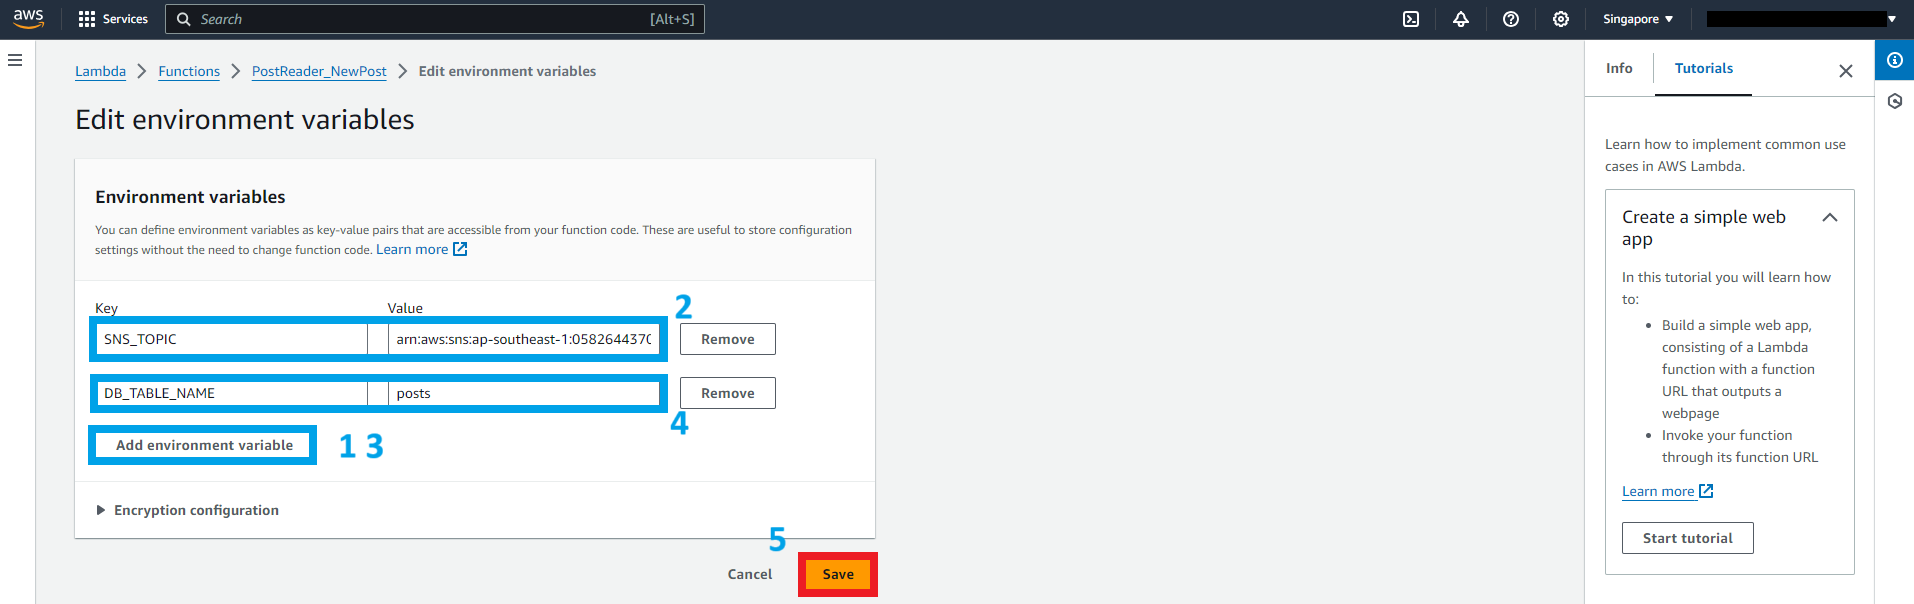 aws Services Search [Alt+S] Singapore
Lambda Functions PostReader_NewPost Edit environment variables
Edit environment variables
Environment variables
You can define environment variables as key-value pairs that are accessible from your function code. These are useful to store configuration
settings without the need to change function code. Learn more
Key Value 2
SNS_TOPIC arn:aws:sns:ap-southeast-1:058264437 Remove
DB_TABLE_NAME posts Remove
4
Add environment variable 1 3
Encryption configuration
5
Cancel Save
Info Tutorials
Learn how to implement common use
cases in AWS Lambda.
Create a simple web
app
In this tutorial you will learn how
to:
• Build a simple web app,
consisting of a Lambda
function with a function
URL that outputs a
webpage
• Invoke your function
through its function URL
Learn more
Start tutorial